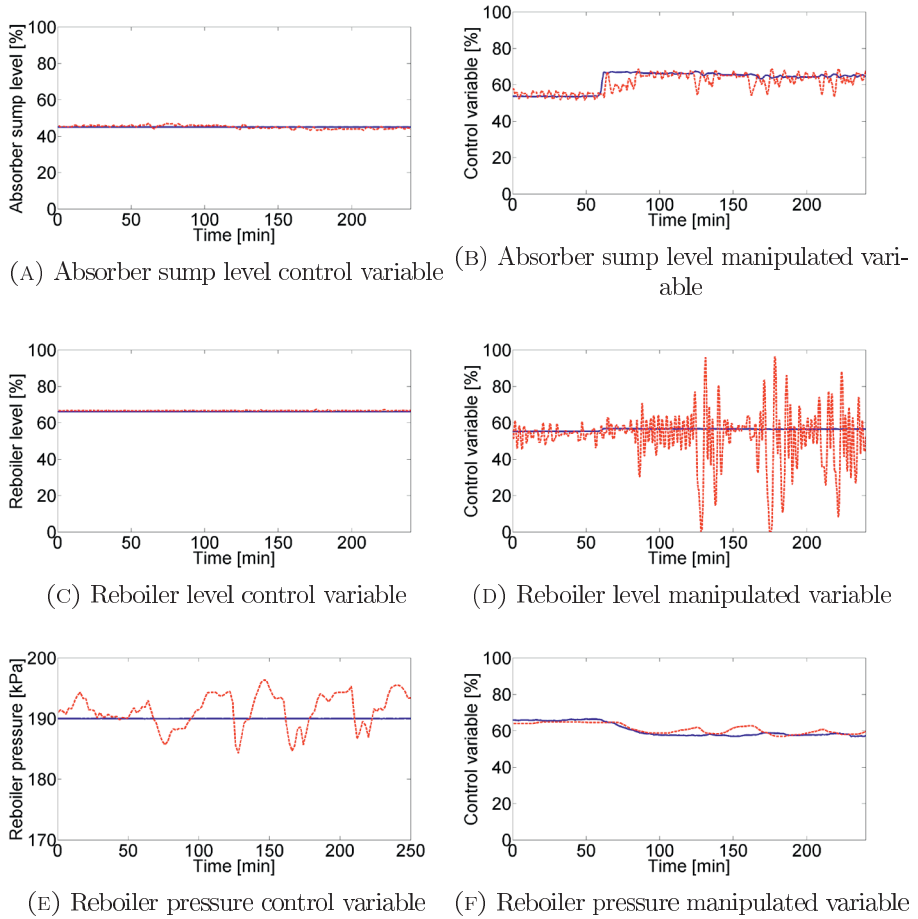 100
80
60
40
20
0
Absorber sump level [%]
0 50 100 150 200
Time [min]
(A) Absorber sump level control variable
100
80
60
40
20
0
Control variable [%]
0 50 100 150 200
Time [min]
(B) Absorber sump level manipulated vari-
able
100
80
60
40
20
0
Reboiler level [%]
0 50 100 150 200
Time [min]
(C) Reboiler level control variable
100
80
60
40
20
0
Control variable [%]
0 50 100 150 200
Time [min]
(D) Reboiler level manipulated variable
200
190
180
170
Reboiler pressure [kPa]
0 50 100 150 200 250
Time [min]
(E) Reboiler pressure control variable
100
80
60
40
20
0
Control variable [%]
0 50 100 150 200
Time [min]
(F) Reboiler pressure manipulated variable